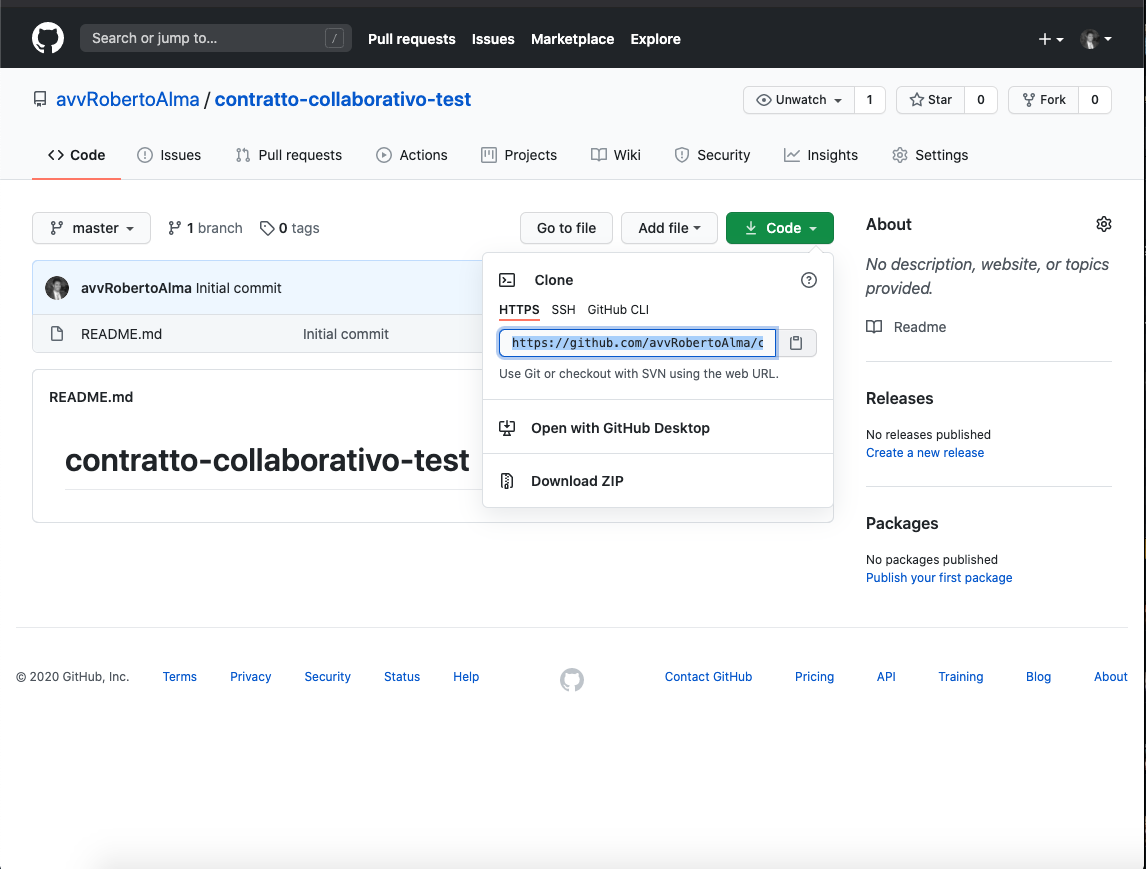 Search or jump to… /
Pull requests Issues Marketplace Explore
avvRobertoAlma / contratto-collaborativo-test
Unwatch 1 Star 0 Fork 0
Code Issues Pull requests Actions Projects Wiki Security Insights Settings
master 1 branch 0 tags Go to file Add file Code
avvRobertoAlma Initial commit
README.md Initial commit
README.md
contratto-collaborativo-test
Clone
HTTPS SSH GitHub CLI
https://github.com/avvRobertoAlma/c
Use Git or checkout with SVN using the web URL.
Open with GitHub Desktop
Download ZIP
About
No description, website, or topics
provided.
Readme
Releases
No releases published
Create a new release
Packages
No packages published
Publish your first package
© 2020 GitHub, Inc. Terms Privacy Security Status Help Contact GitHub Pricing API Training Blog About